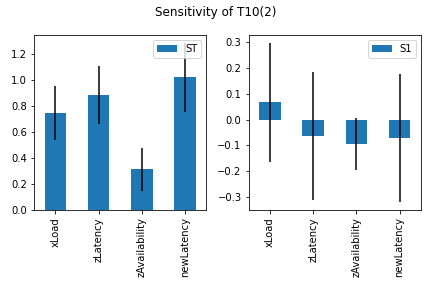 Sensitivity of T10(2)
1.2
1.0
0.8
0.6
0.4
0.2
0.0
ST
xLoad
zLatency
zAvailability
newLatency
0.3
0.2
0.1
0.0
−0.1
−0.2
−0.3
S1
xLoad
zLatency
zAvailability
newLatency